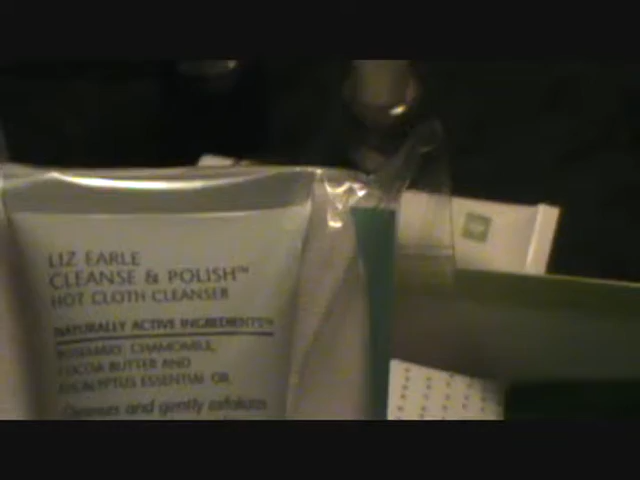 LIZ EARLE
CLEANSE & POLISH™
HOT CLOTH CLEANSER
NATURALLY ACTIVE INGREDIENTS
ROSEMARY, CHAMOMILE,
COCOA BUTTER AND
EUCALYPTUS ESSENTIAL OIL
Cleanses and gently exfoliates